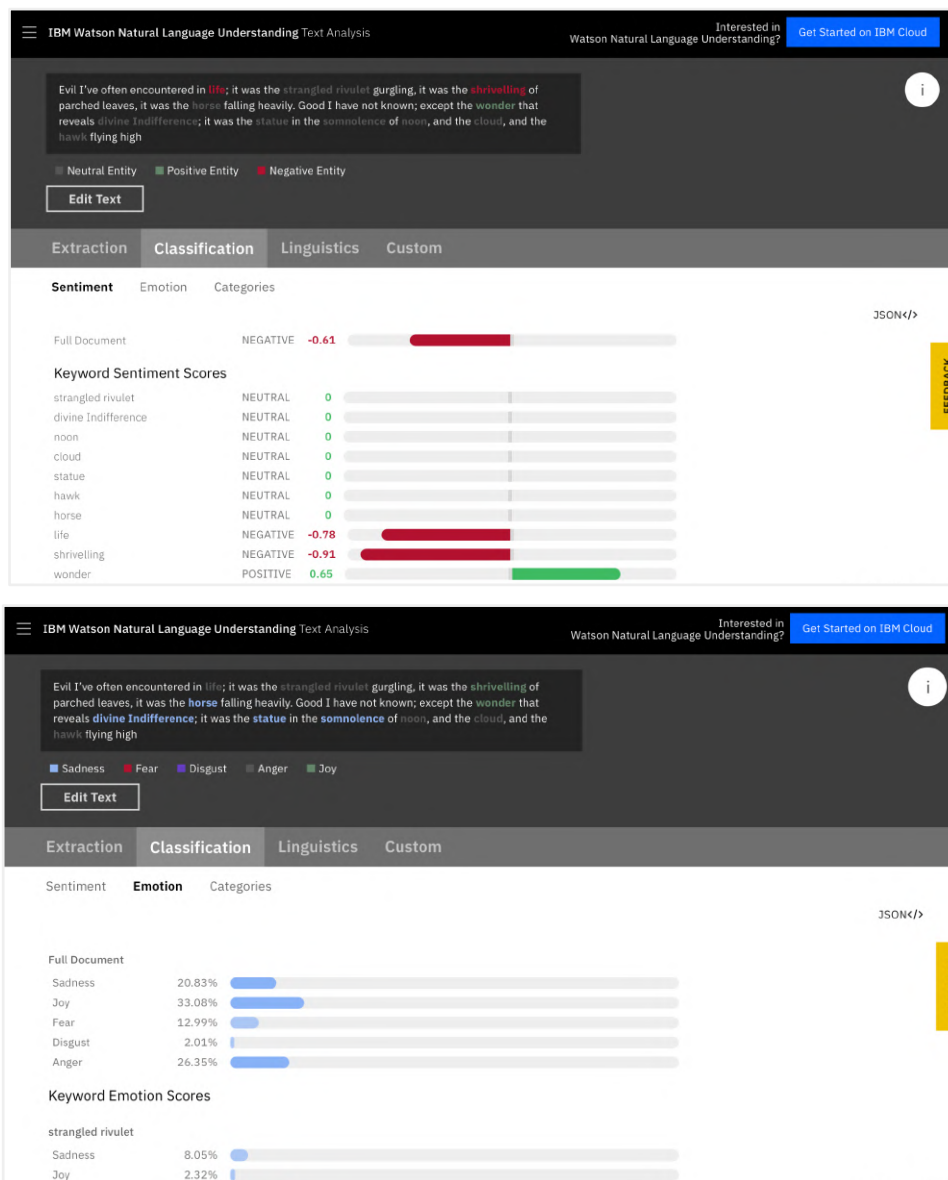 IBM Watson Natural Language Understanding Text Analysis
Interested in
Watson Natural Language Understanding?
Get Started on IBM Cloud
Evil I've often encountered in life; it was the strangled rivulet gurgling, it was the shrivelling of
parched leaves, it was the horse falling heavily. Good I have not known; except the wonder that
reveals divine Indifference; it was the statue in the somnolence of noon, and the cloud, and the
hawk flying high
i
Neutral Entity Positive Entity Negative Entity
Edit Text
Extraction Classification Linguistics Custom
Sentiment Emotion Categories
JSON</>
FEEDBACK
Full Document NEGATIVE -0.61
Keyword Sentiment Scores
strangled rivulet NEUTRAL 0
divine Indifference NEUTRAL 0
noon NEUTRAL 0
cloud NEUTRAL 0
statue NEUTRAL 0
hawk NEUTRAL 0
horse NEUTRAL 0
life NEGATIVE -0.78
shrivelling NEGATIVE -0.91
wonder POSITIVE 0.65
IBM Watson Natural Language Understanding Text Analysis
Interested in
Watson Natural Language Understanding?
Get Started on IBM Cloud
Evil I've often encountered in life; it was the strangled rivulet gurgling, it was the shrivelling of
parched leaves, it was the horse falling heavily. Good I have not known; except the wonder that
reveals divine Indifference; it was the statue in the somnolence of noon, and the cloud, and the
hawk flying high
i
Sadness Fear Disgust Anger Joy
Edit Text
Extraction Classification Linguistics Custom
Sentiment Emotion Categories
JSON</>
Full Document
Sadness 20.83%
Joy 33.08%
Fear 12.99%
Disgust 2.01%
Anger 26.35%
Keyword Emotion Scores
strangled rivulet
Sadness 8.05%
Joy 2.32%